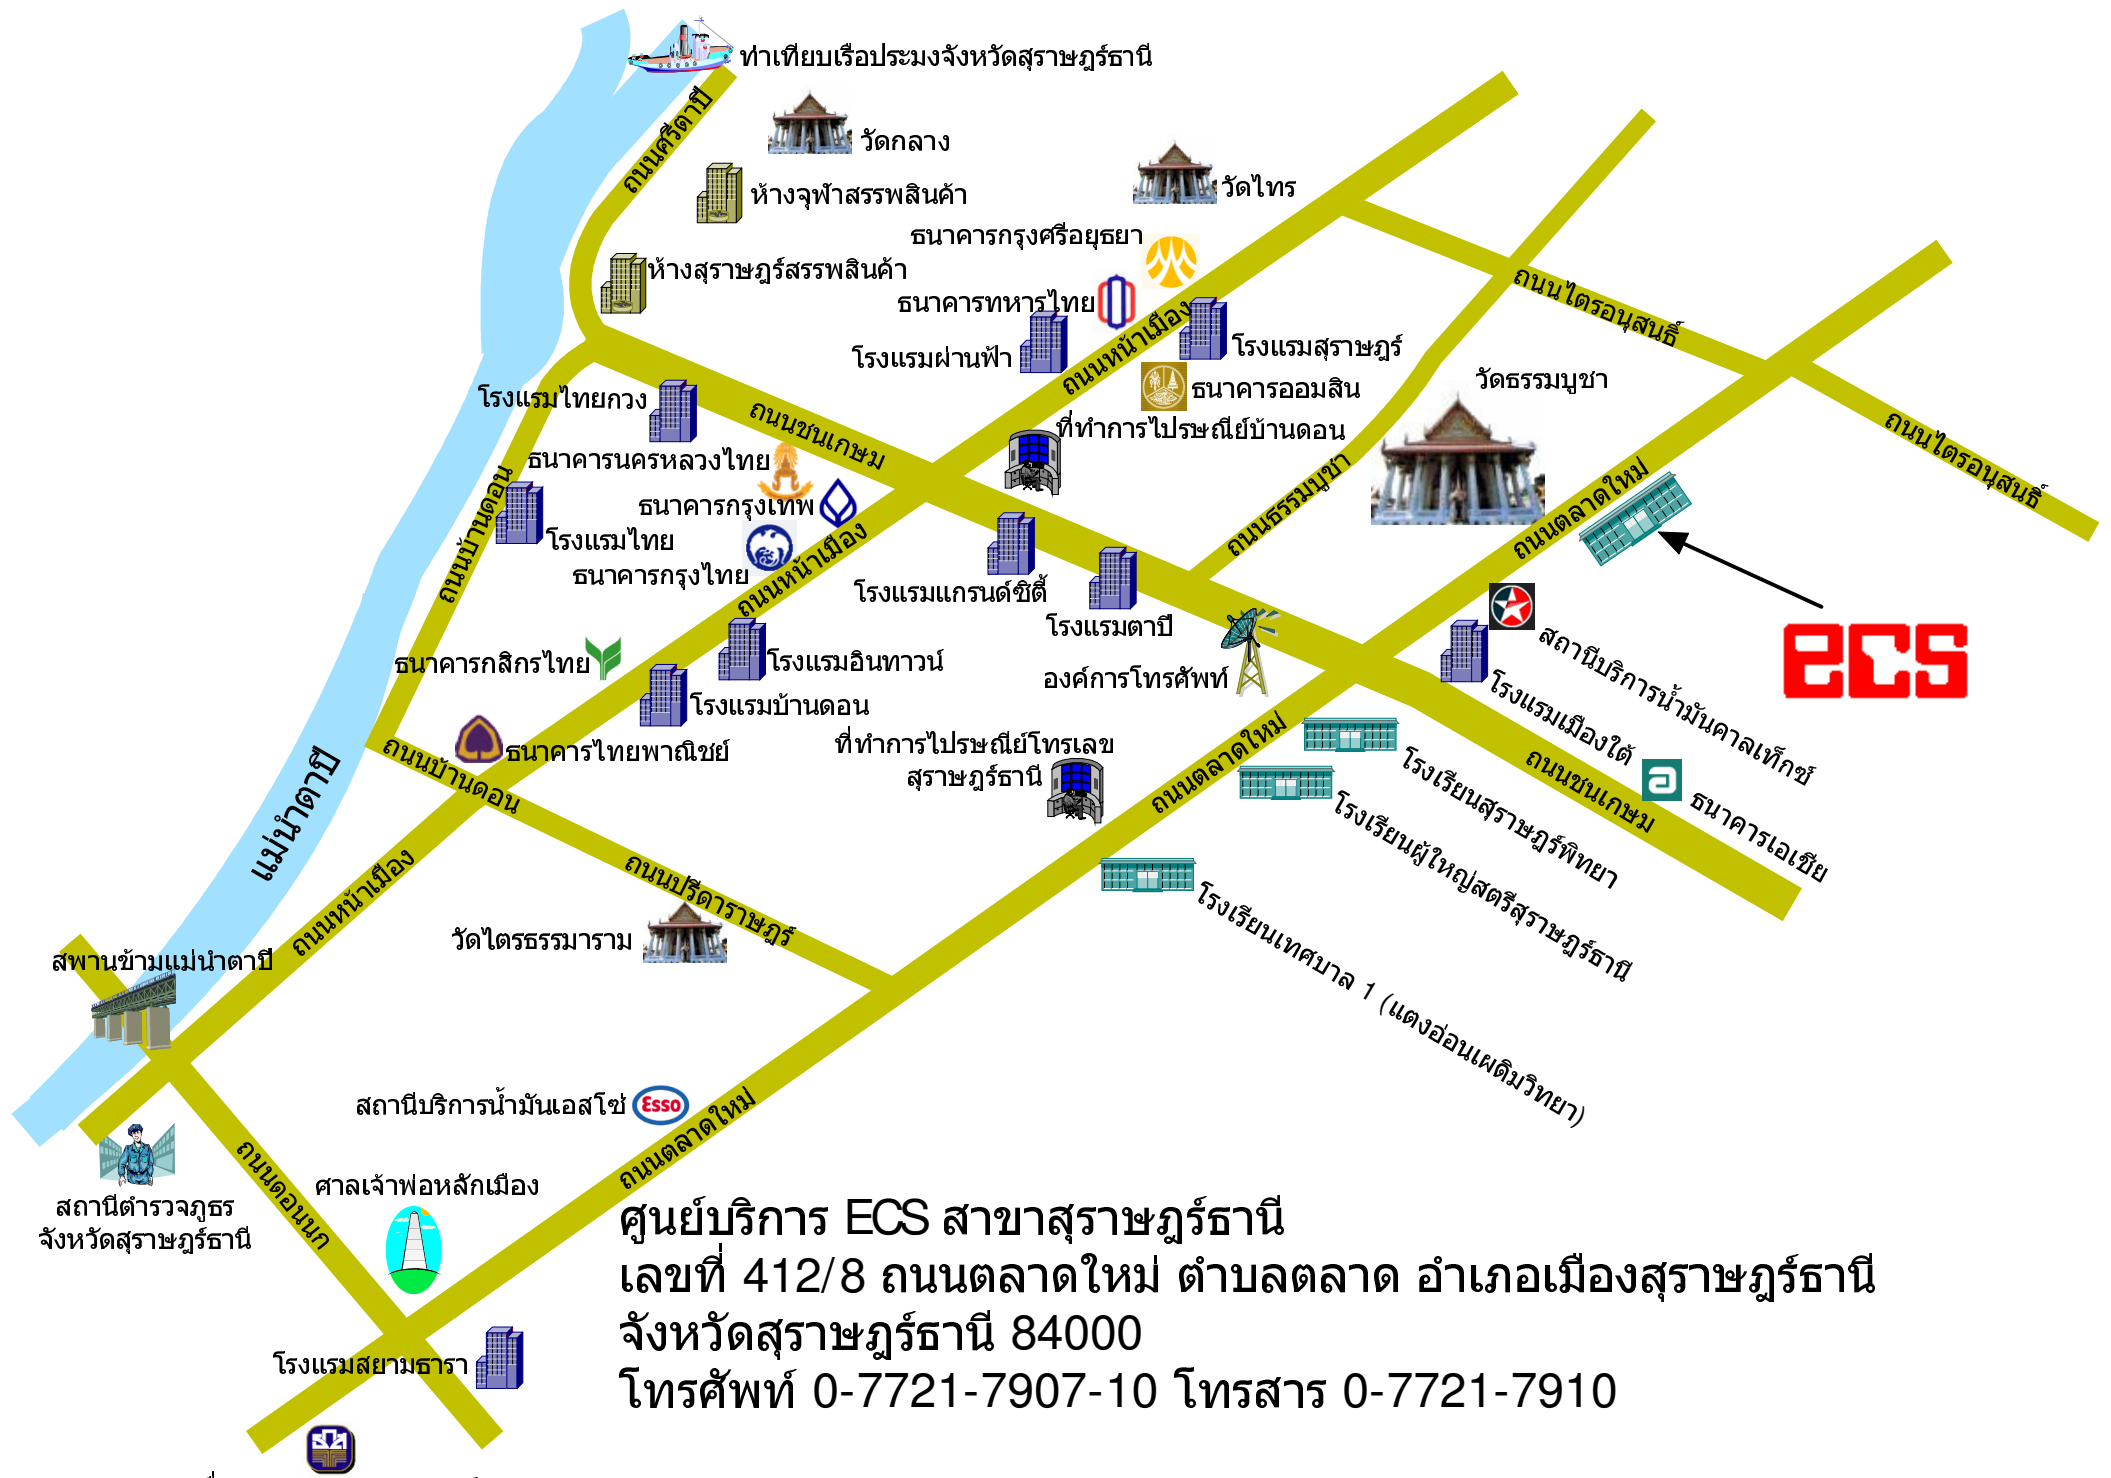 ท่าเทียบเรือประมงจังหวัดสุราษฎร์ธานี
ถนนศรีตาปี
วัดกลาง
ห้างจุฬาสรรพสินค้า
วัดไทร
ธนาคารกรุงศรีอยุธยา
ห้างสุราษฎร์สรรพสินค้า
ธนาคารทหารไทย
ถนนหน้าเมือง
โรงแรมสุราษฎร์
โรงแรมผ่านฟ้า
ถนนไตรอนุสนธิ์
วัดธรรมบูชา
ธนาคารออมสิน
โรงแรมไทยกวง
ถนนชนเกษม
ที่ทำการไปรษณีย์บ้านดอน
ถนนไตรอนุสนธิ์
ธนาคารนครหลวงไทย
ธนาคารกรุงเทพ
ถนนบ้านดอน
โรงแรมไทย
ธนาคารกรุงไทย
ถนนหน้าเมือง
ถนนธรรมบูชา
ถนนตลาดใหม่
โรงแรมแกรนด์ซิตี้
โรงแรมตาปี
องค์การโทรศัพท์
ecs
สถานีบริการน้ำมันคาลเท็กซ์
โรงแรมเมืองใต้
a
ธนาคารเอเชีย
ธนาคารกสิกรไทย
โรงแรมอินทาวน์
โรงแรมบ้านดอน
ธนาคารไทยพาณิชย์
ถนนบ้านดอน
ที่ทำการไปรษณีย์โทรเลข
สุราษฎร์ธานี
ถนนตลาดใหม่
ถนนชนเกษม
โรงเรียนสุราษฎร์พิทยา
โรงเรียนผู้ใหญ่สตรีสุราษฎร์ธานี
โรงเรียนเทศบาล 1 (แตงอ่อนเผดิมวิทยา)
แม่น้ำตาปี
ถนนหน้าเมือง
ถนนปรีดาราษฎร์
วัดไตรธรรมาราม
สพานข้ามแม่น้ำตาปี
สถานีบริการน้ำมันเอสโซ่
Esso
ถนนตลาดใหม่
ถนนดอนนก
ศาลเจ้าพ่อหลักเมือง
สถานีตำรวจภูธร
จังหวัดสุราษฎร์ธานี
โรงแรมสยามธารา
ศูนย์บริการ ECS สาขาสุราษฎร์ธานี
เลขที่ 412/8 ถนนตลาดใหม่ ตำบลตลาด อำเภอเมืองสุราษฎร์ธานี
จังหวัดสุราษฎร์ธานี 84000
โทรศัพท์ 0-7721-7907-10 โทรสาร 0-7721-7910